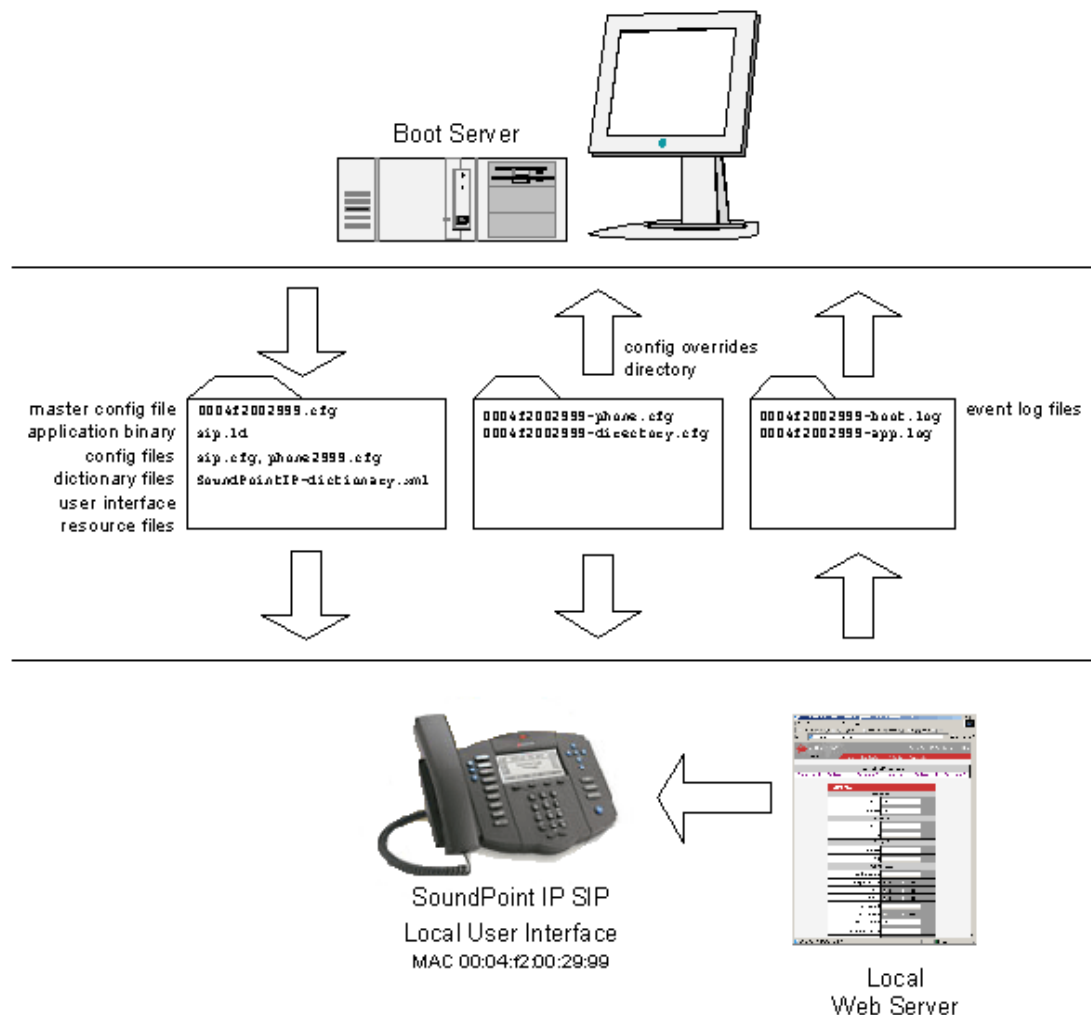 Boot Server
config overrides
directory
master config file
application binary
config files
dictionary files
user interface
resource files
0004f2002999.cfg
sip.ld
sip.cfg, phone2999.cfg
SoundPointIP-dictionary.xml
0004f2002999-phone.cfg
0004f2002999-directory.cfg
0004f2002999-boot.log
0004f2002999-app.log
event log files
SoundPoint IP SIP
Local User Interface
MAC 00:04:f2:00:29:99
Local
Web Server